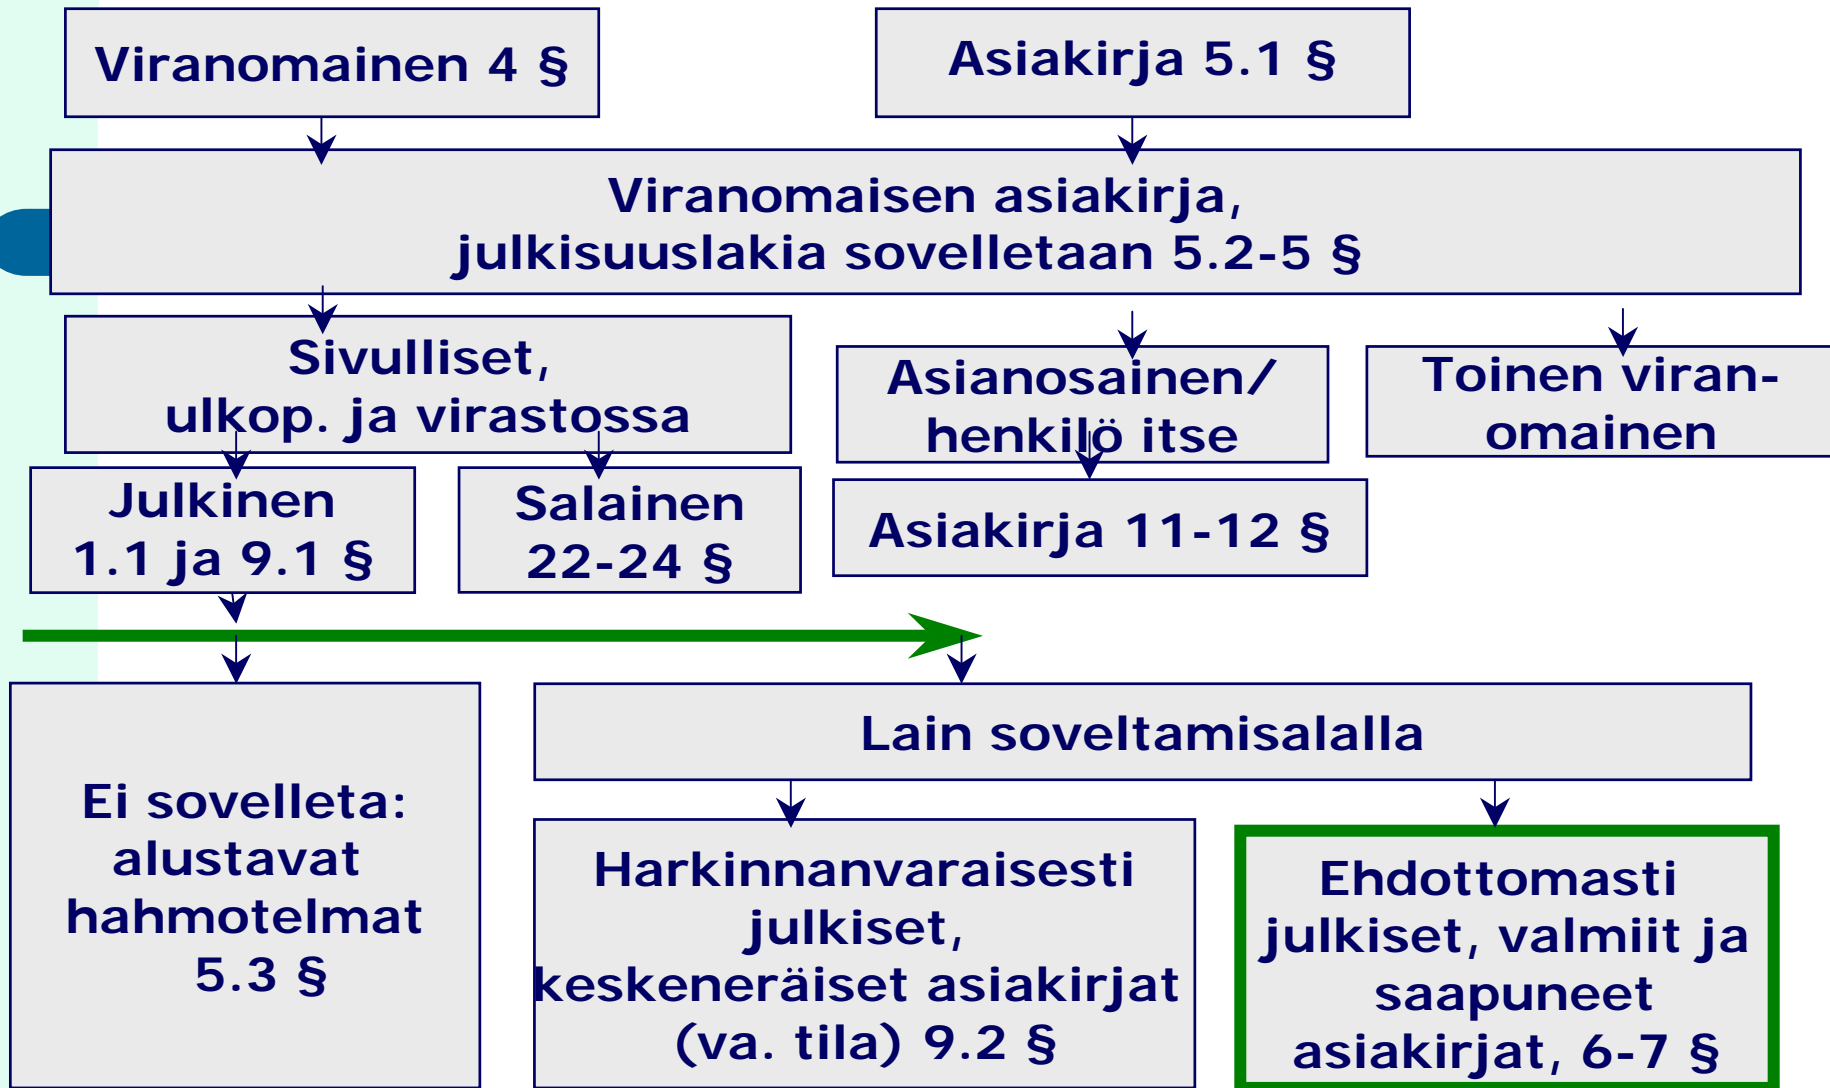 Viranomainen 4 §
Asiakirja 5.1 §
Viranomaisen asiakirja,
julkisuuslakia sovelletaan 5.2-5 §
Sivulliset,
ulkop. ja virastossa
Asianosainen/
henkilö itse
Toinen viran-
omainen
Julkinen
1.1 ja 9.1 §
Salainen
22-24 §
Asiakirja 11-12 §
Ei sovelleta:
alustavat
hahmotelmat
5.3 §
Lain soveltamisalalla
Harkinnanvaraisesti
julkiset,
keskeneräiset asiakirjat
(va. tila) 9.2 §
Ehdottomasti
julkiset, valmiit ja
saapuneet
asiakirjat, 6-7 §